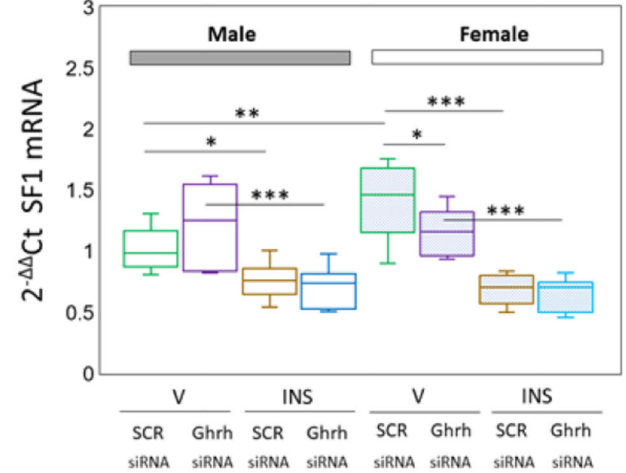 3
Male Female
2.5
***
**
2
*
*
1.5
***
***
1
0.5
0
2-ΔΔCt SF1 mRNA
V INS V INS
SCR Ghrh SCR Ghrh SCR Ghrh SCR Ghrh
siRNA siRNA siRNA siRNA siRNA siRNA siRNA siRNA